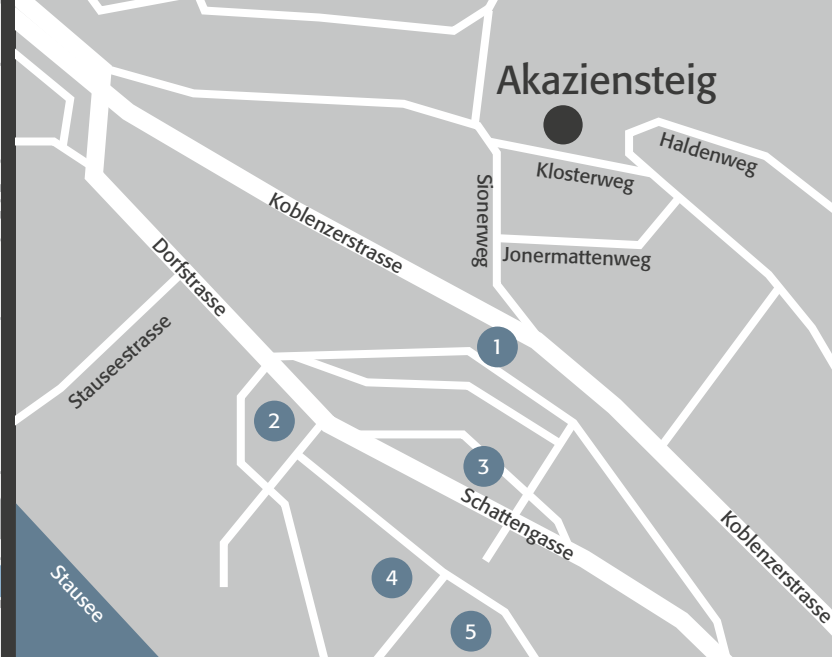 Akaziensteig
Haldenweg
Klosterweg
Sionerweg
Koblenzerstrasse
Jonermattenweg
Dorfstrasse
Stauseestrasse
1
2
3
Schattengasse
Koblenzerstrasse
4
Stausee
5